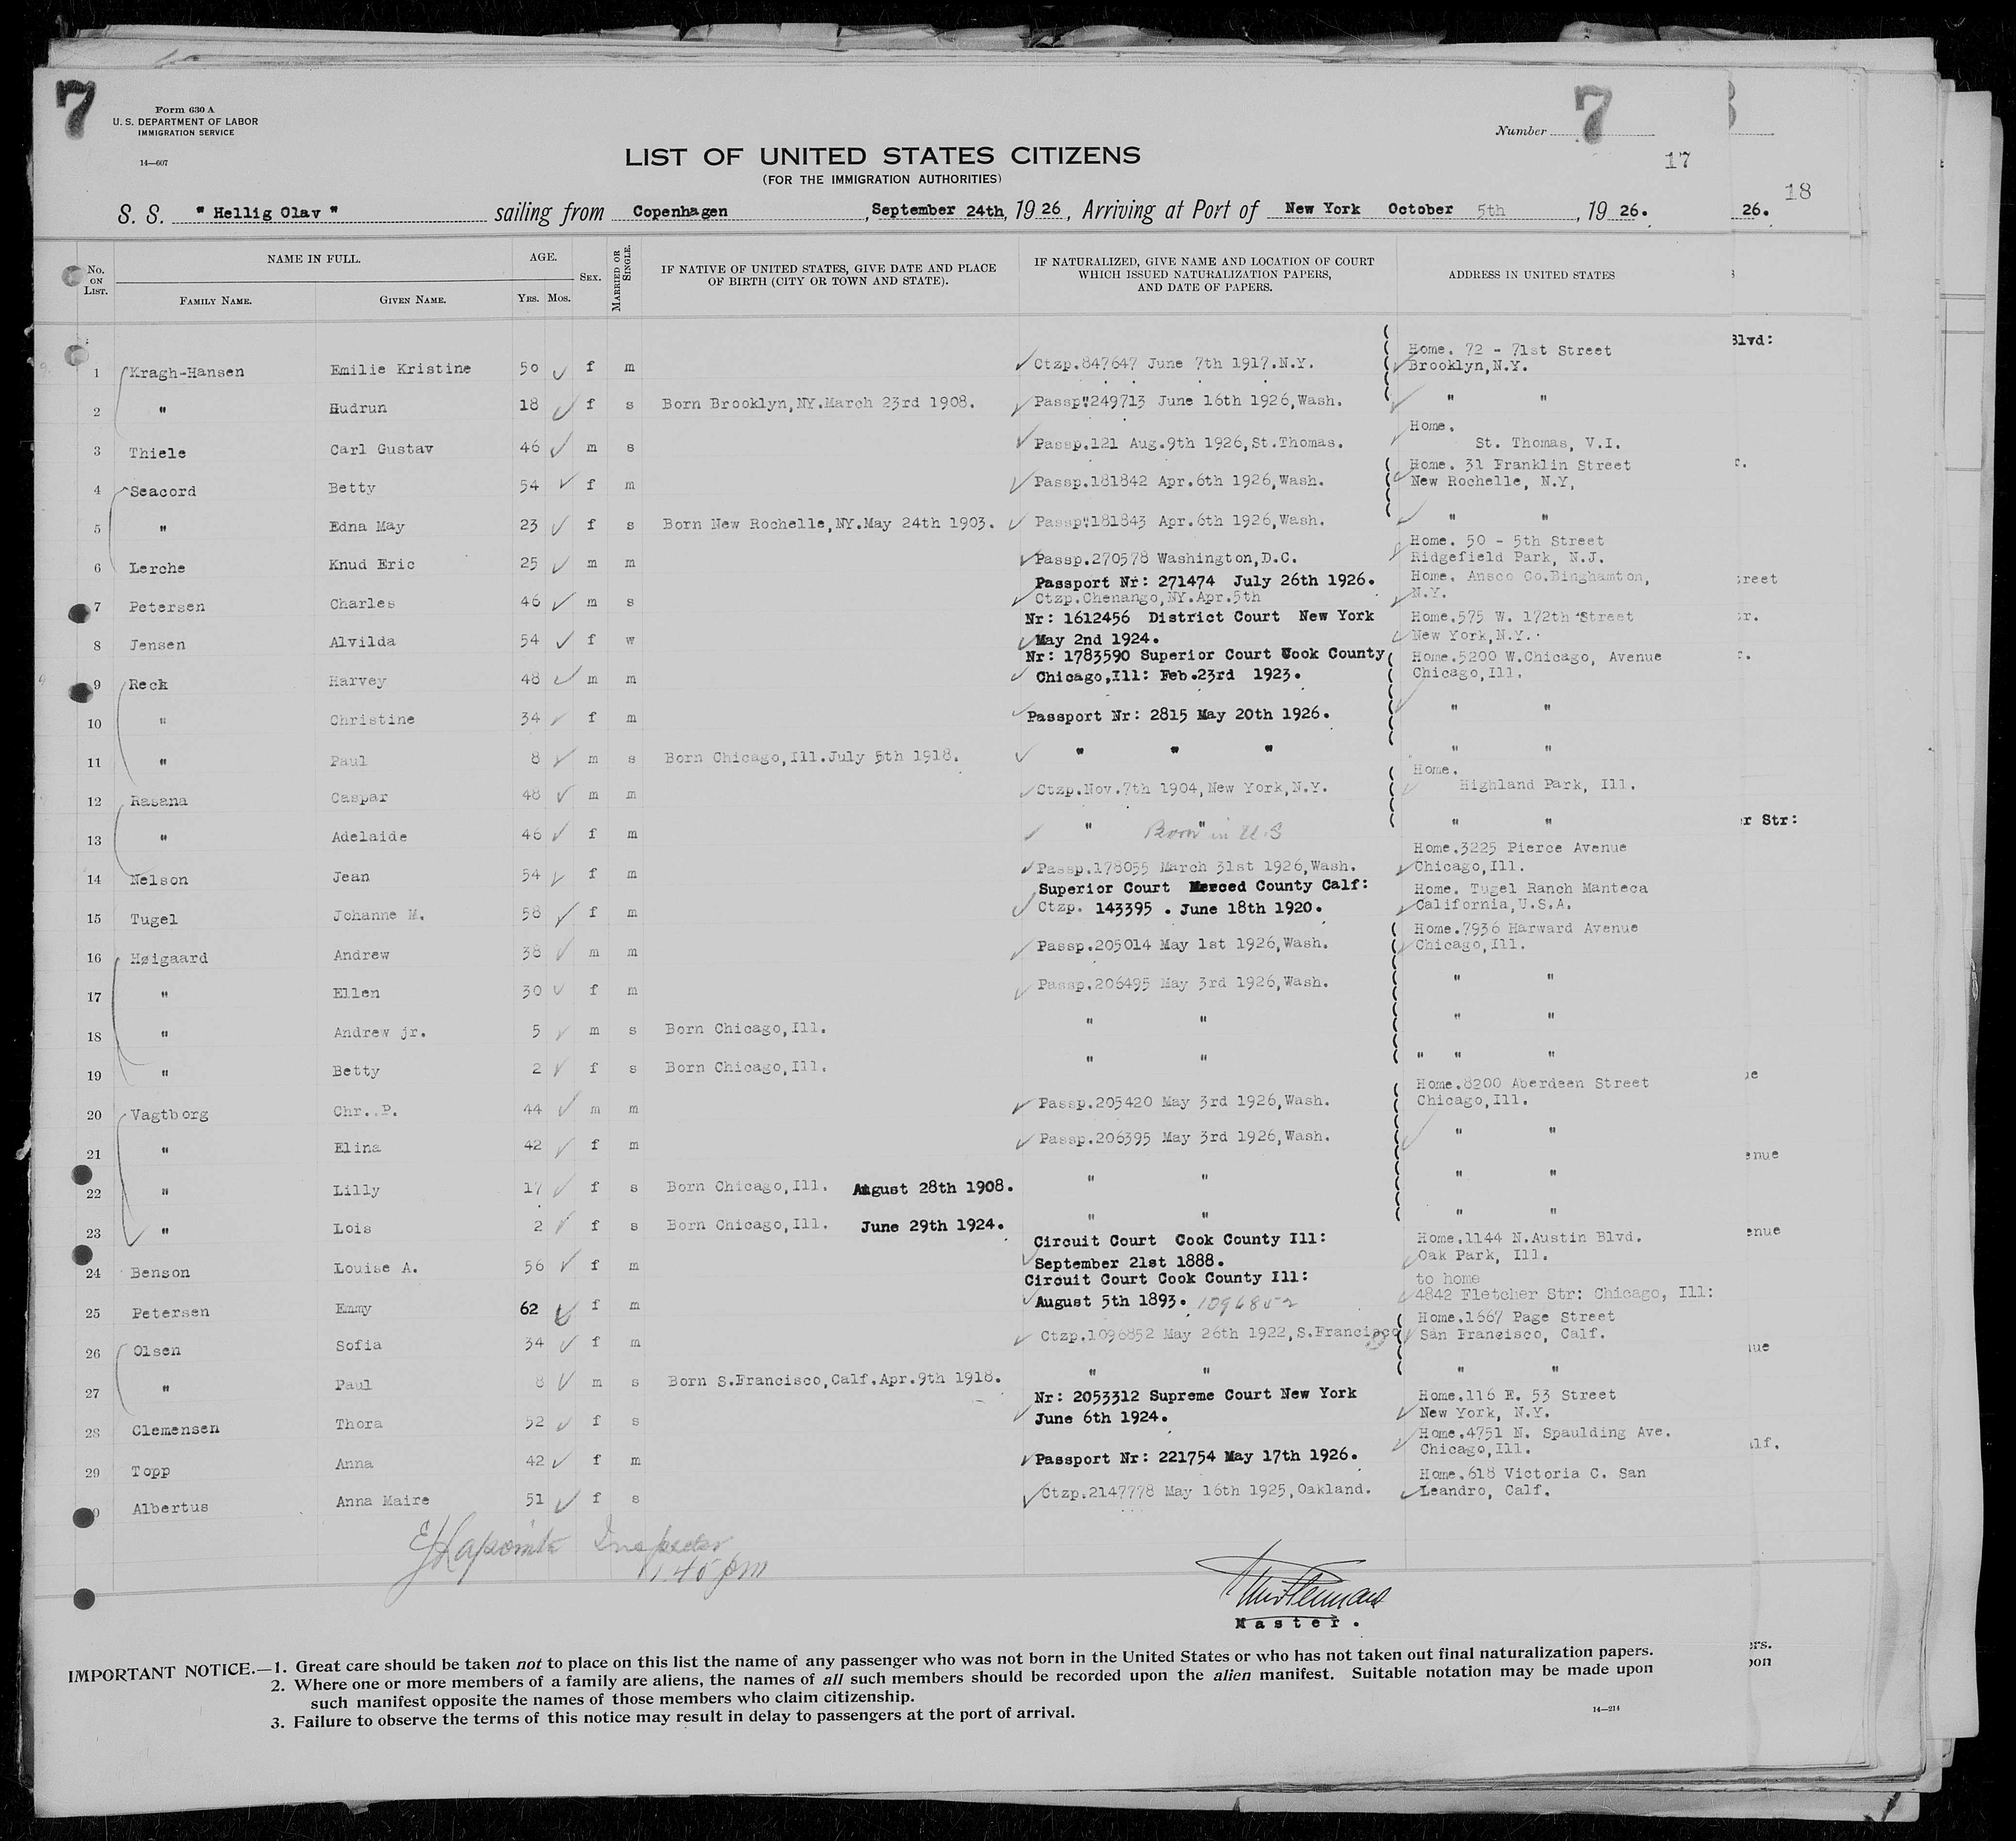 7
Form 630 A
U. S. DEPARTMENT OF LABOR
IMMIGRATION SERVICE
14—607
Number 7
17
18
LIST OF UNITED STATES CITIZENS
(FOR THE IMMIGRATION AUTHORITIES)
S. S. " Hellig Olav " sailing from Copenhagen, September 24th, 1926, Arriving at Port of New York October 5th, 19 26. 26.
No. ON LIST. NAME IN FULL. FAMILY NAME. GIVEN NAME. AGE. YRS. MOS. SEX. MARRIED OR SINGLE. IF NATIVE OF UNITED STATES, GIVE DATE AND PLACE OF BIRTH (CITY OR TOWN AND STATE). IF NATURALIZED, GIVE NAME AND LOCATION OF COURT WHICH ISSUED NATURALIZATION PAPERS, AND DATE OF PAPERS. ADDRESS IN UNITED STATES
1 Kragh-Hansen Emilie Kristine 50 f m Ctzp.847647 June 7th 1917.N.Y. Home. 72 - 71st Street Brooklyn,N.Y.
2 " Gudrun 18 f s Born Brooklyn,NY.March 23rd 1908. Passp."249713 June 16th 1926,Wash. " "
3 Thiele Carl Gustav 46 m s Passp.121 Aug.9th 1926,St.Thomas. Home. St. Thomas, V.I.
4 Seacord Betty 54 f m Passp.181842 Apr.6th 1926,Wash. Home. 31 Franklin Street New Rochelle, N.Y,
5 " Edna May 23 f s Born New Rochelle,NY.May 24th 1903. Passp."181843 Apr.6th 1926,Wash. " "
6 Lerche Knud Eric 25 m m Passp.270578 Washington,D.C. Home. 50 - 5th Street Ridgefield Park, N.J.
7 Petersen Charles 46 m s Passport Nr: 271474 July 26th 1926. Ctzp.Chenango,NY.Apr.5th Home. Ansco Co.Binghamton, N.Y.
8 Jensen Alvilda 54 f w Nr: 1612456 District Court New York May 2nd 1924. Home.575 W. 172th Street New York,N.Y.
9 Reck Harvey 48 m m Nr: 1783590 Superior Court Cook County Chicago,Ill: Feb.23rd 1923. Home.5200 W.Chicago, Avenue Chicago,Ill.
10 " Christine 34 f m Passport Nr: 2815 May 20th 1926. " "
11 " Paul 8 m s Born Chicago,Ill.July 5th 1918. " " " " "
12 Rasana Caspar 48 m m Ctzp.Nov.7th 1904,New York,N.Y. Home. Highland Park, Ill.
13 " Adelaide 46 f m " " Born in U.S " "
14 Nelson Jean 54 f m Passp.178055 March 31st 1926,Wash. Home.3225 Pierce Avenue Chicago,Ill.
15 Tugel Johanne M. 58 f m Superior Court Merced County Calf: Ctzp. 143395 . June 18th 1920. Home. Tugel Ranch Manteca California,U.S.A.
16 Høigaard Andrew 38 m m Passp.205014 May 1st 1926,Wash. Home.7936 Harward Avenue Chicago,Ill.
17 " Ellen 30 f m Passp.206495 May 3rd 1926,Wash. " "
18 " Andrew jr. 5 m s Born Chicago,Ill. " " " "
19 " Betty 2 f s Born Chicago,Ill. " " " " "
20 Vagtborg Chr. P. 44 m m Passp.205420 May 3rd 1926,Wash. Home.8200 Aberdeen Street Chicago,Ill.
21 " Elina 42 f m Passp.206395 May 3rd 1926,Wash. " "
22 " Lilly 17 f s Born Chicago,Ill. August 28th 1908. " " " "
23 " Lois 2 f s Born Chicago,Ill. June 29th 1924. " " " "
24 Benson Louise A. 56 f m Circuit Court Cook County Ill: September 21st 1888. Home.1144 N.Austin Blvd. Oak Park, Ill.
25 Petersen Emmy 62 f m Circuit Court Cook County Ill: August 5th 1893. 1096852 to home 4842 Fletcher Str: Chicago, Ill:
26 Olsen Sofia 34 f m Ctzp.1096852 May 26th 1922,S.Francisco Home.1667 Page Street San Francisco, Calf.
27 " Paul 8 m s Born S.Francisco,Calf.Apr.9th 1918. " " " "
28 Clemensen Thora 52 f s Nr: 2053312 Supreme Court New York June 6th 1924. Home.116 E. 53 Street New York, N.Y.
29 Topp Anna 42 f m Passport Nr: 221754 May 17th 1926. Home.4751 N. Spaulding Ave. Chicago,Ill.
Albertus Anna Maire 51 f s Ctzp.2147778 May 16th 1925,Oakland. Home.618 Victoria C. San Leandro, Calf.
Inspector
1.45 pm
Master.
IMPORTANT NOTICE.—1. Great care should be taken not to place on this list the name of any passenger who was not born in the United States or who has not taken out final naturalization papers.
2. Where one or more members of a family are aliens, the names of all such members should be recorded upon the alien manifest. Suitable notation may be made upon
such manifest opposite the names of those members who claim citizenship.
3. Failure to observe the terms of this notice may result in delay to passengers at the port of arrival.
14—214